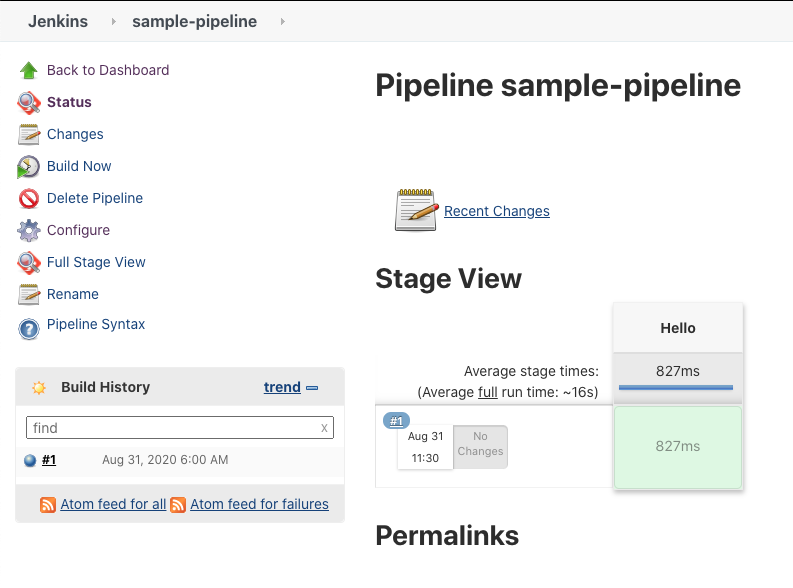 Jenkins
sample-pipeline
Back to Dashboard
Status
Changes
Build Now
Delete Pipeline
Configure
Full Stage View
Rename
Pipeline Syntax
Build History
trend
find
x
#1
Aug 31, 2020 6:00 AM
Atom feed for all
Atom feed for failures
Pipeline sample-pipeline
Recent Changes
Stage View
Hello
Average stage times:
827ms
(Average full run time: ~16s)
#1
Aug 31
11:30
No
Changes
827ms
Permalinks